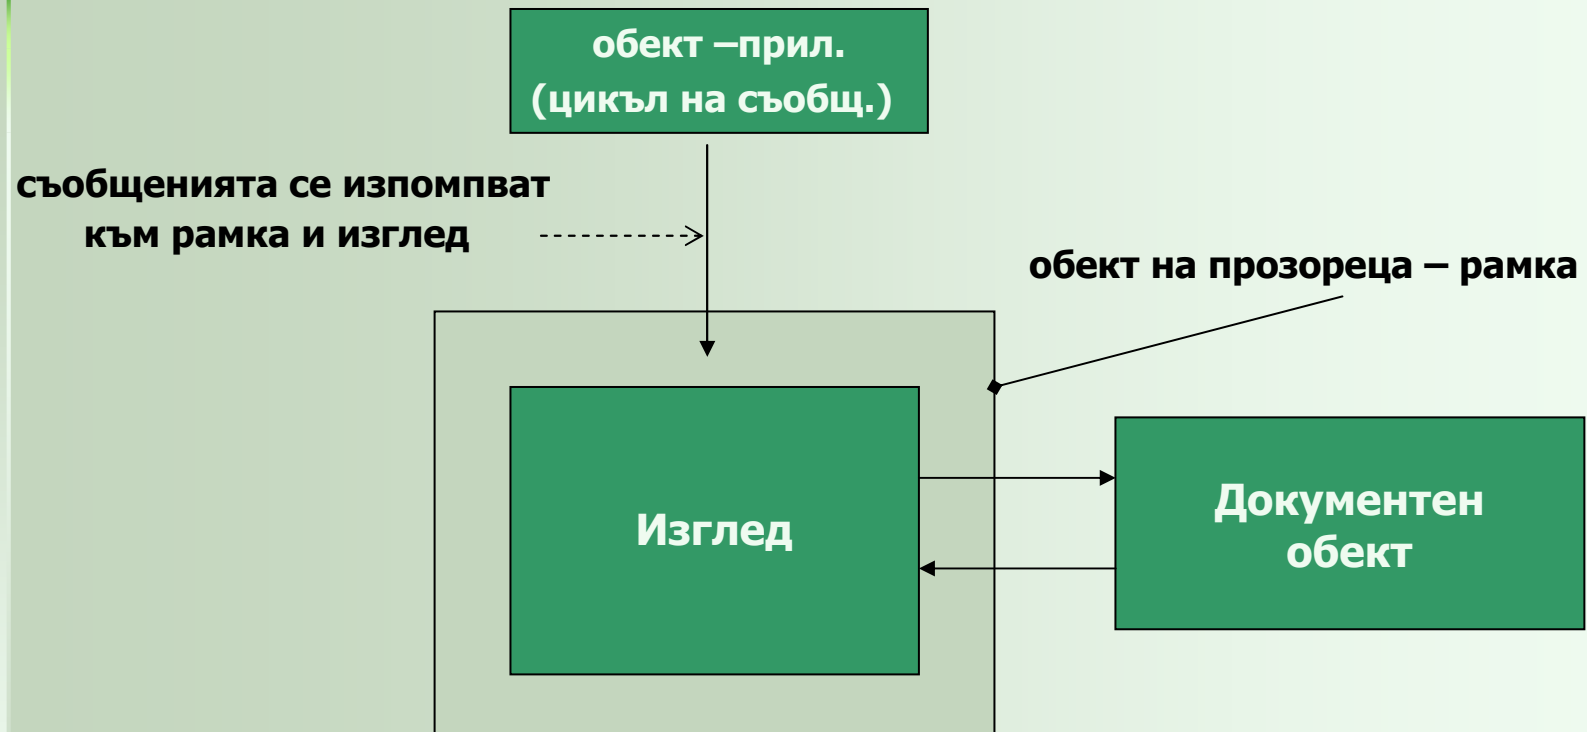 обект –прил.
(цикъл на съобщ.)
съобщенията се изпомпват
към рамка и изглед
обект на прозореца – рамка
Изглед
Документен
обект